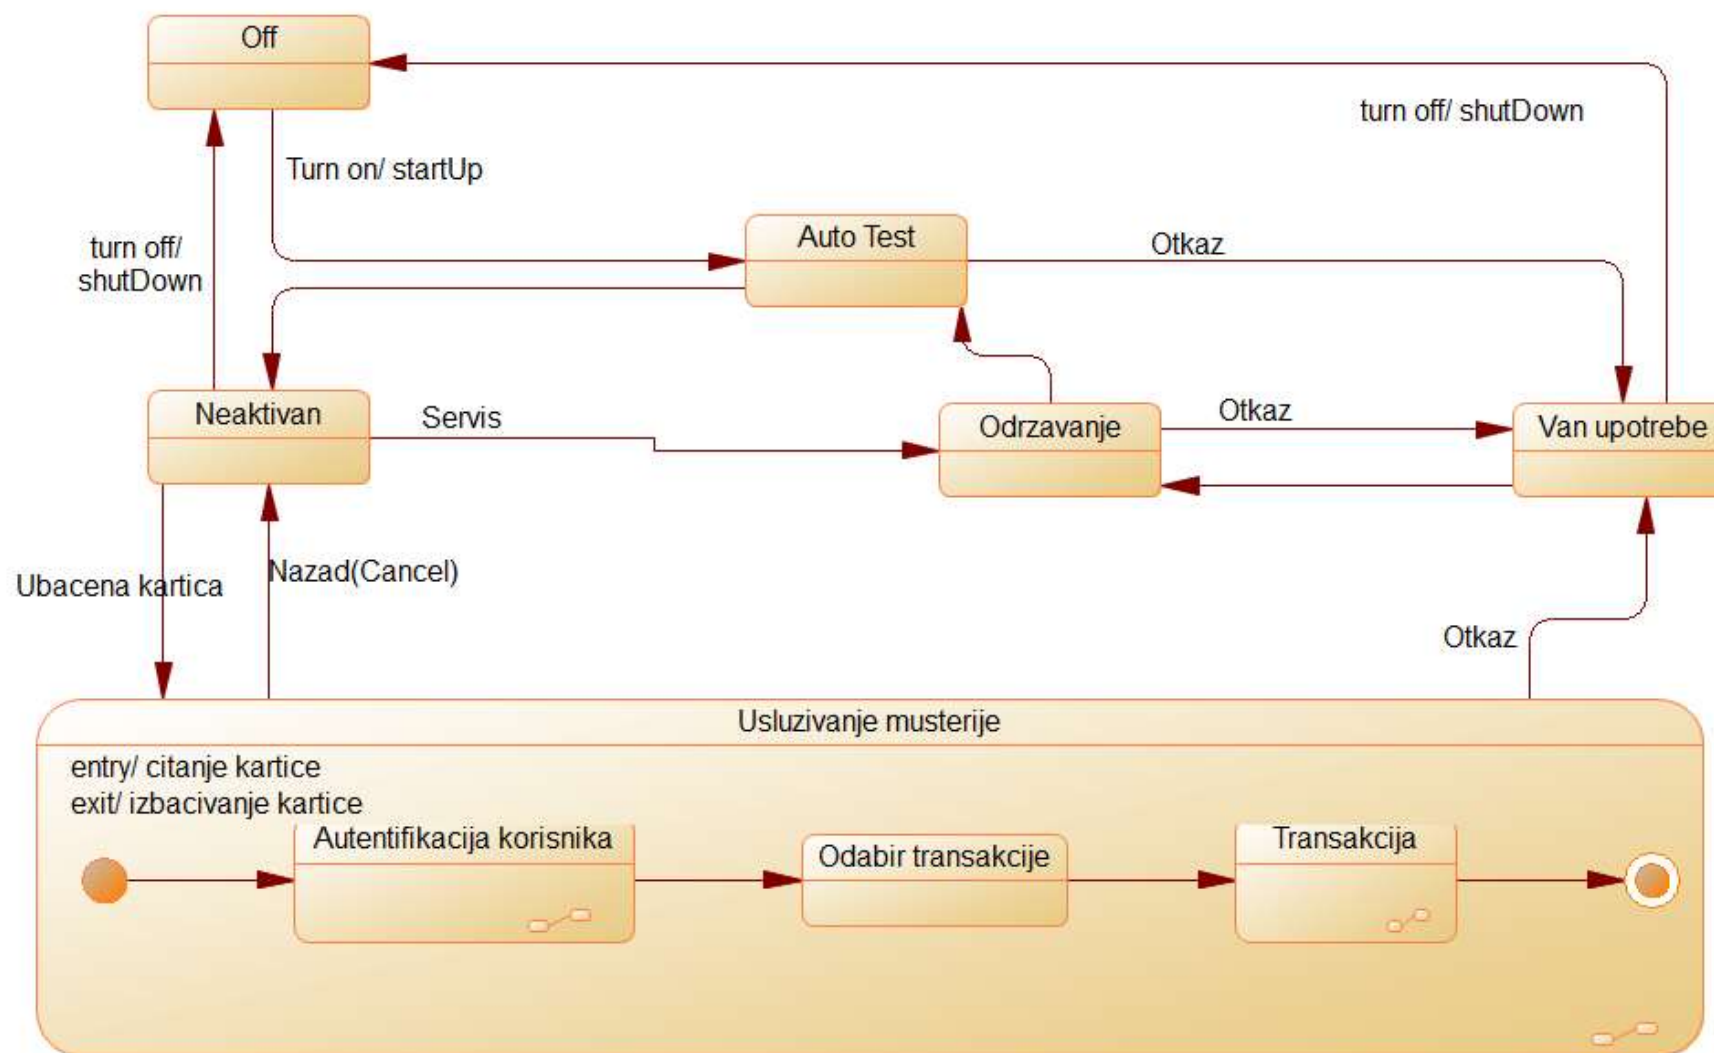 Off
turn off/ shutDown
Turn on/ startUp
Auto Test
Otkaz
turn off/
shutDown
Neaktivan
Servis
Odrzavanje
Otkaz
Van upotrebe
Ubacena kartica
Nazad(Cancel)
Otkaz
Usluzivanje musterije
entry/ citanje kartice
exit/ izbacivanje kartice
Autentifikacija korisnika
Odabir transakcije
Transakcija